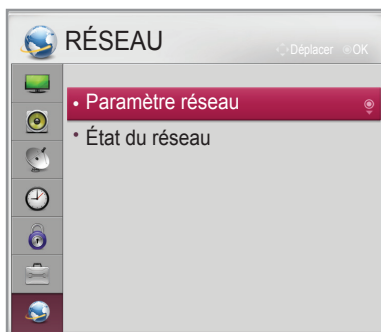 RÉSEAU
Déplacer OK
• Paramètre réseau
• État du réseau